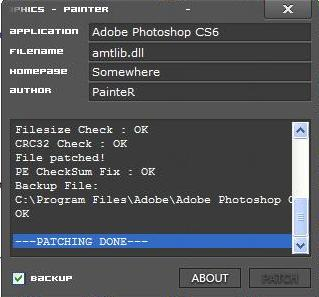 PHICS - PAINTER -
X
APPLICATION Adobe Photoshop CS6
FILENAME amtlib.dll
HOMEPAGE Somewhere
AUTHOR PainteR
Filesize Check : OK
CRC32 Check : OK
File patched!
PE CheckSum Fix : OK
Backup File:
C:\Program Files\Adobe\Adobe Photoshop C
OK
---PATCHING DONE---
BACKUP
ABOUT
PATCH